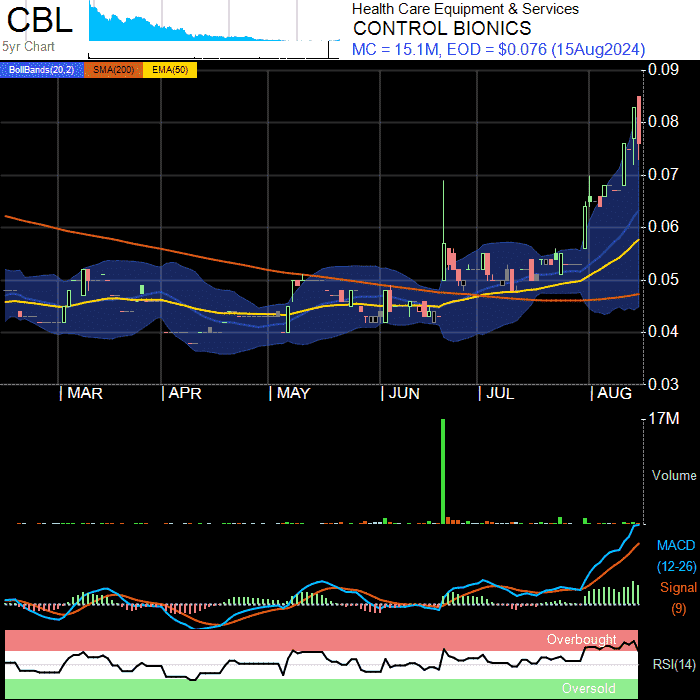 CBL
5yr Chart
Health Care Equipment & Services
CONTROL BIONICS
MC = 15.1M, EOD = $0.076 (15Aug2024)
BollBands(20,2) SMA(200) EMA(50)
0.09
0.08
0.07
0.06
0.05
0.04
0.03
MAR APR MAY JUN JUL AUG
17M
Volume
MACD
(12-26)
Signal
(9)
Overbought
RSI(14)
Oversold